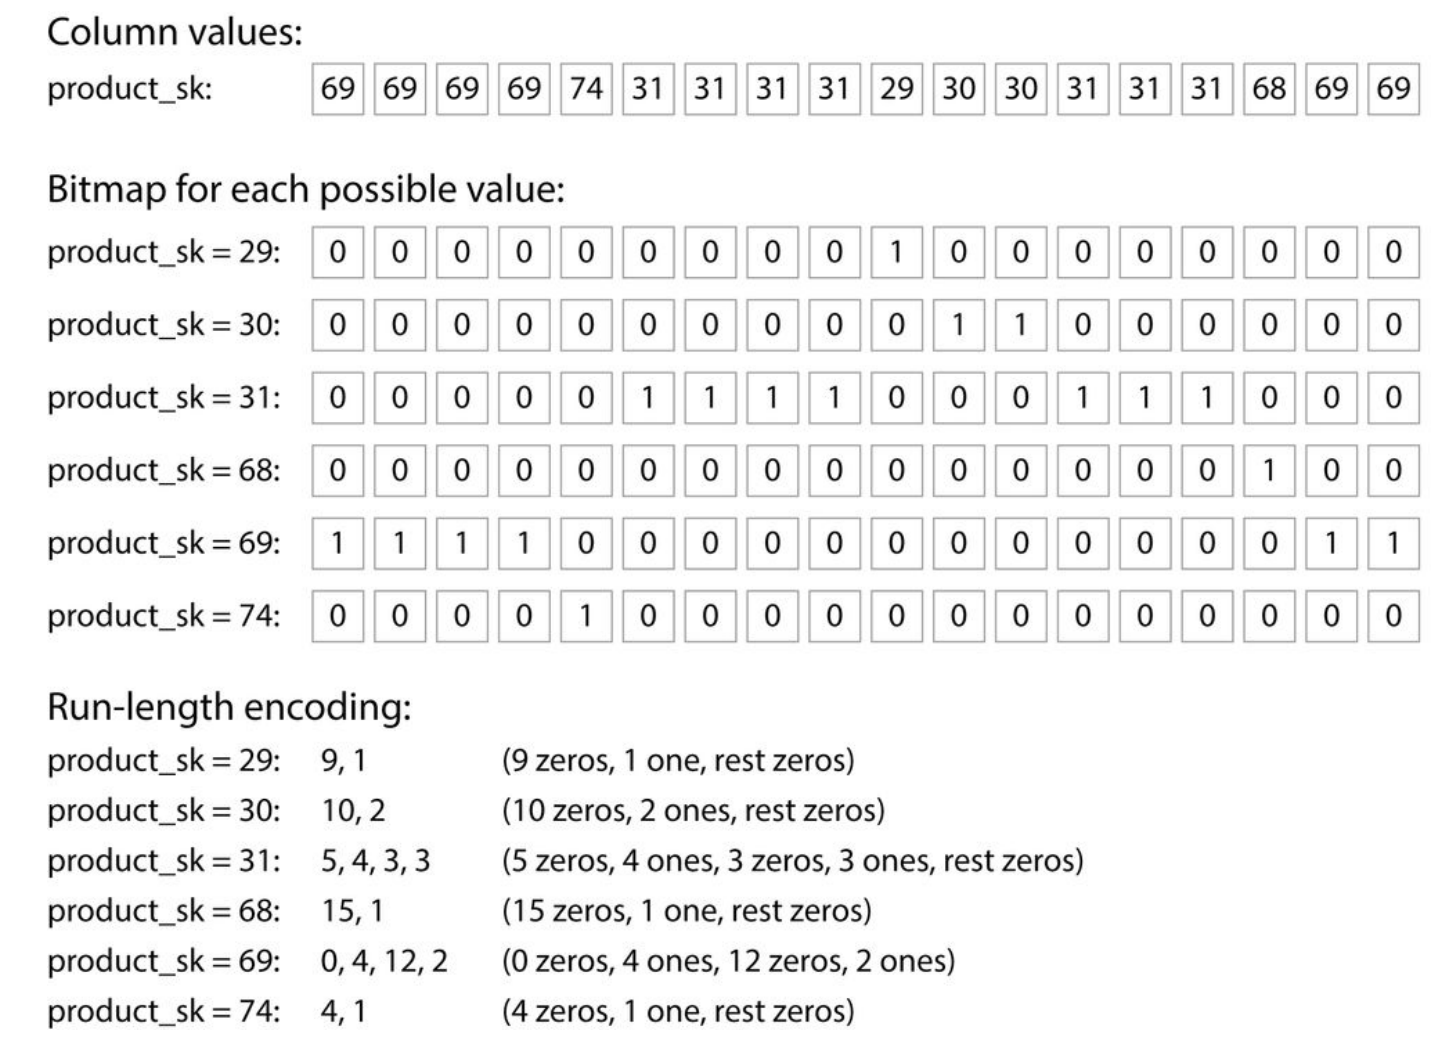 Column values:
product_sk: 69 69 69 69 74 31 31 31 31 29 30 30 31 31 31 68 69 69
Bitmap for each possible value:
product_sk = 29: 0 0 0 0 0 0 0 0 0 1 0 0 0 0 0 0 0 0
product_sk = 30: 0 0 0 0 0 0 0 0 0 0 1 1 0 0 0 0 0 0
product_sk = 31: 0 0 0 0 0 1 1 1 1 0 0 0 1 1 1 0 0 0
product_sk = 68: 0 0 0 0 0 0 0 0 0 0 0 0 0 0 0 1 0 0
product_sk = 69: 1 1 1 1 0 0 0 0 0 0 0 0 0 0 0 0 1 1
product_sk = 74: 0 0 0 0 1 0 0 0 0 0 0 0 0 0 0 0 0 0
Run-length encoding:
product_sk = 29: 9, 1 (9 zeros, 1 one, rest zeros)
product_sk = 30: 10, 2 (10 zeros, 2 ones, rest zeros)
product_sk = 31: 5, 4, 3, 3 (5 zeros, 4 ones, 3 zeros, 3 ones, rest zeros)
product_sk = 68: 15, 1 (15 zeros, 1 one, rest zeros)
product_sk = 69: 0, 4, 12, 2 (0 zeros, 4 ones, 12 zeros, 2 ones)
product_sk = 74: 4, 1 (4 zeros, 1 one, rest zeros)